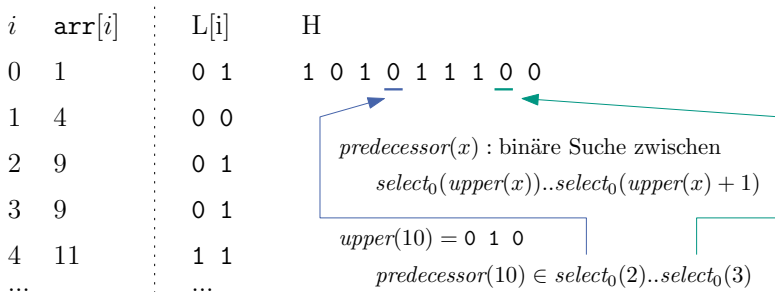 i arr[i] L[i] H
0 1 0 1 1 0 1 0 1 1 1 0 0
1 4 0 0
predecessor(x) : binäre Suche zwischen
2 9 0 1
select₀(upper(x))..select₀(upper(x) + 1)
3 9 0 1
upper(10) = 0 1 0
4 11 1 1
predecessor(10) ∈ select₀(2)..select₀(3)
... ...